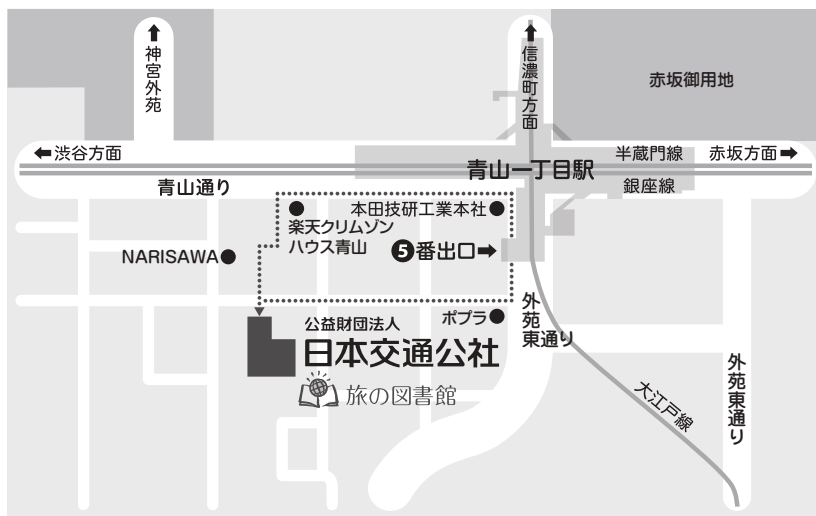 神宮外苑
信濃町方面
赤坂御用地
渋谷方面
半蔵門線
赤坂方面
青山一丁目駅
青山通り
銀座線
本田技研工業本社
楽天クリムゾン
ハウス青山
NARISAWA
5番出口
外苑
東通り
ポプラ
公益財団法人
日本交通公社
旅の図書館
外苑東通り
大江戸線